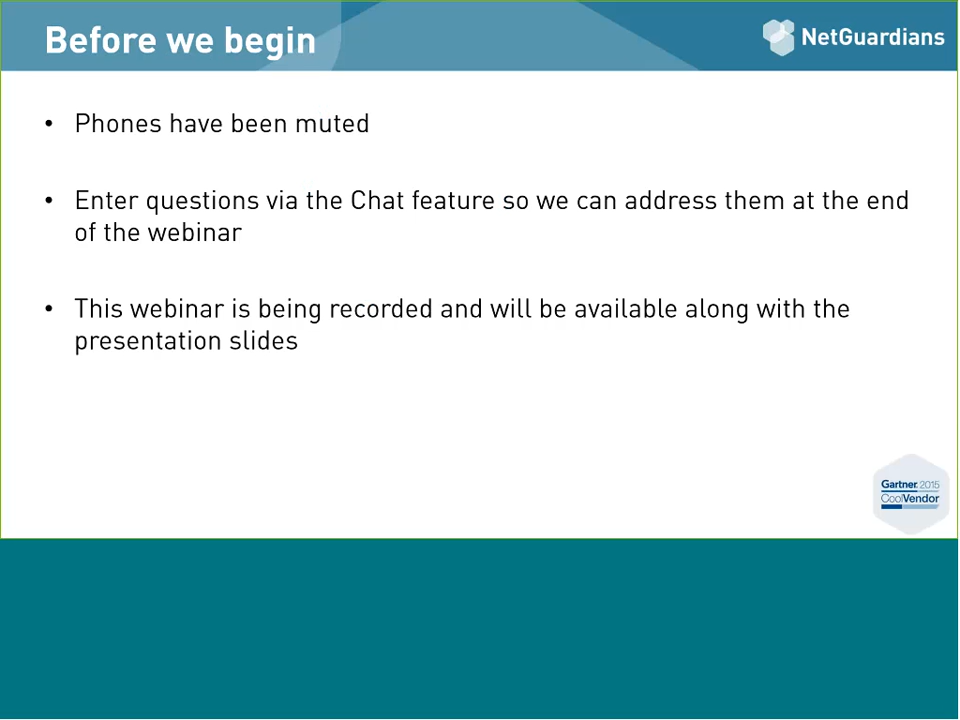 Before we begin
NetGuardians
• Phones have been muted
• Enter questions via the Chat feature so we can address them at the end
of the webinar
• This webinar is being recorded and will be available along with the
presentation slides
Gartner. 2015
CoolVendor